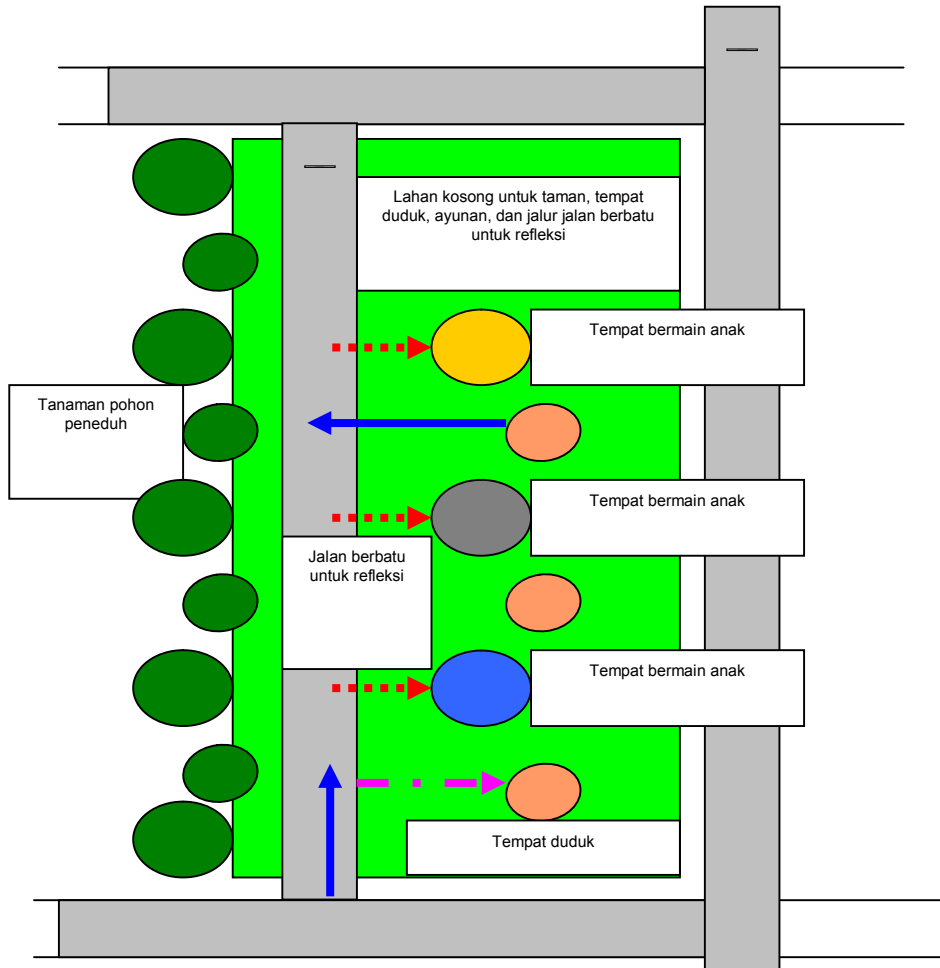 Lahan kosong untuk taman, tempat
duduk, ayunan, dan jalur jalan berbatu
untuk refleksi
Tempat bermain anak
Tanaman pohon
peneduh
Tempat bermain anak
Jalan berbatu
untuk refleksi
Tempat bermain anak
Tempat duduk